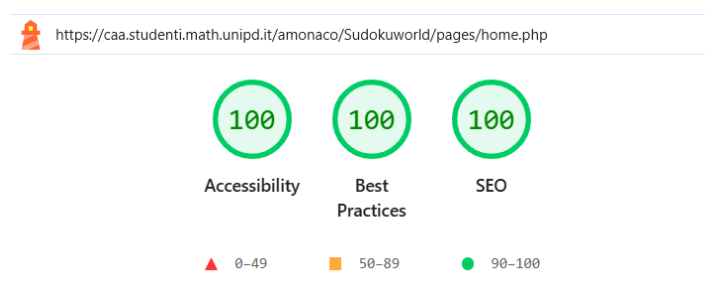 https://caa.studenti.math.unipd.it/amonaco/Sudokuworld/pages/home.php
100 100 100
Accessibility Best SEO
Practices
0–49 50–89 90–100